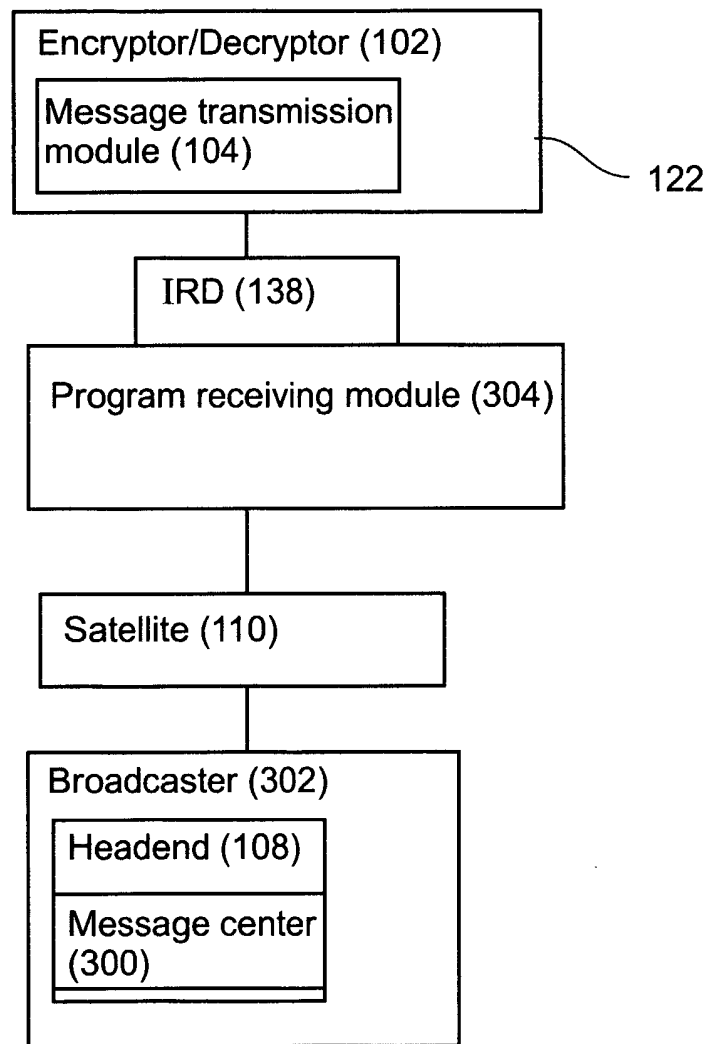 Encryptor/Decryptor (102)
Message transmission
module (104)
122
IRD (138)
Program receiving module (304)
Satellite (110)
Broadcaster (302)
Headend (108)
Message center
(300)